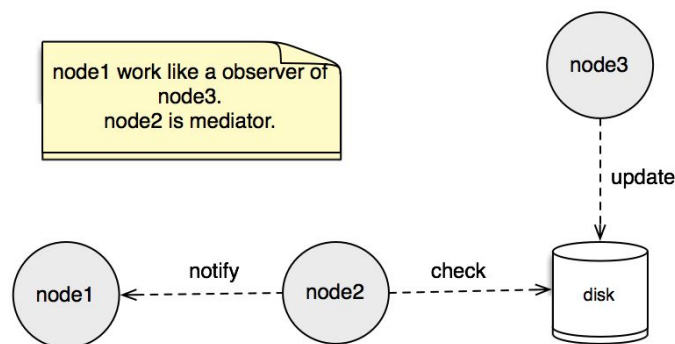 node1 work like a observer of
node3.
node2 is mediator.
node3
update
notify
check
node1
node2
disk